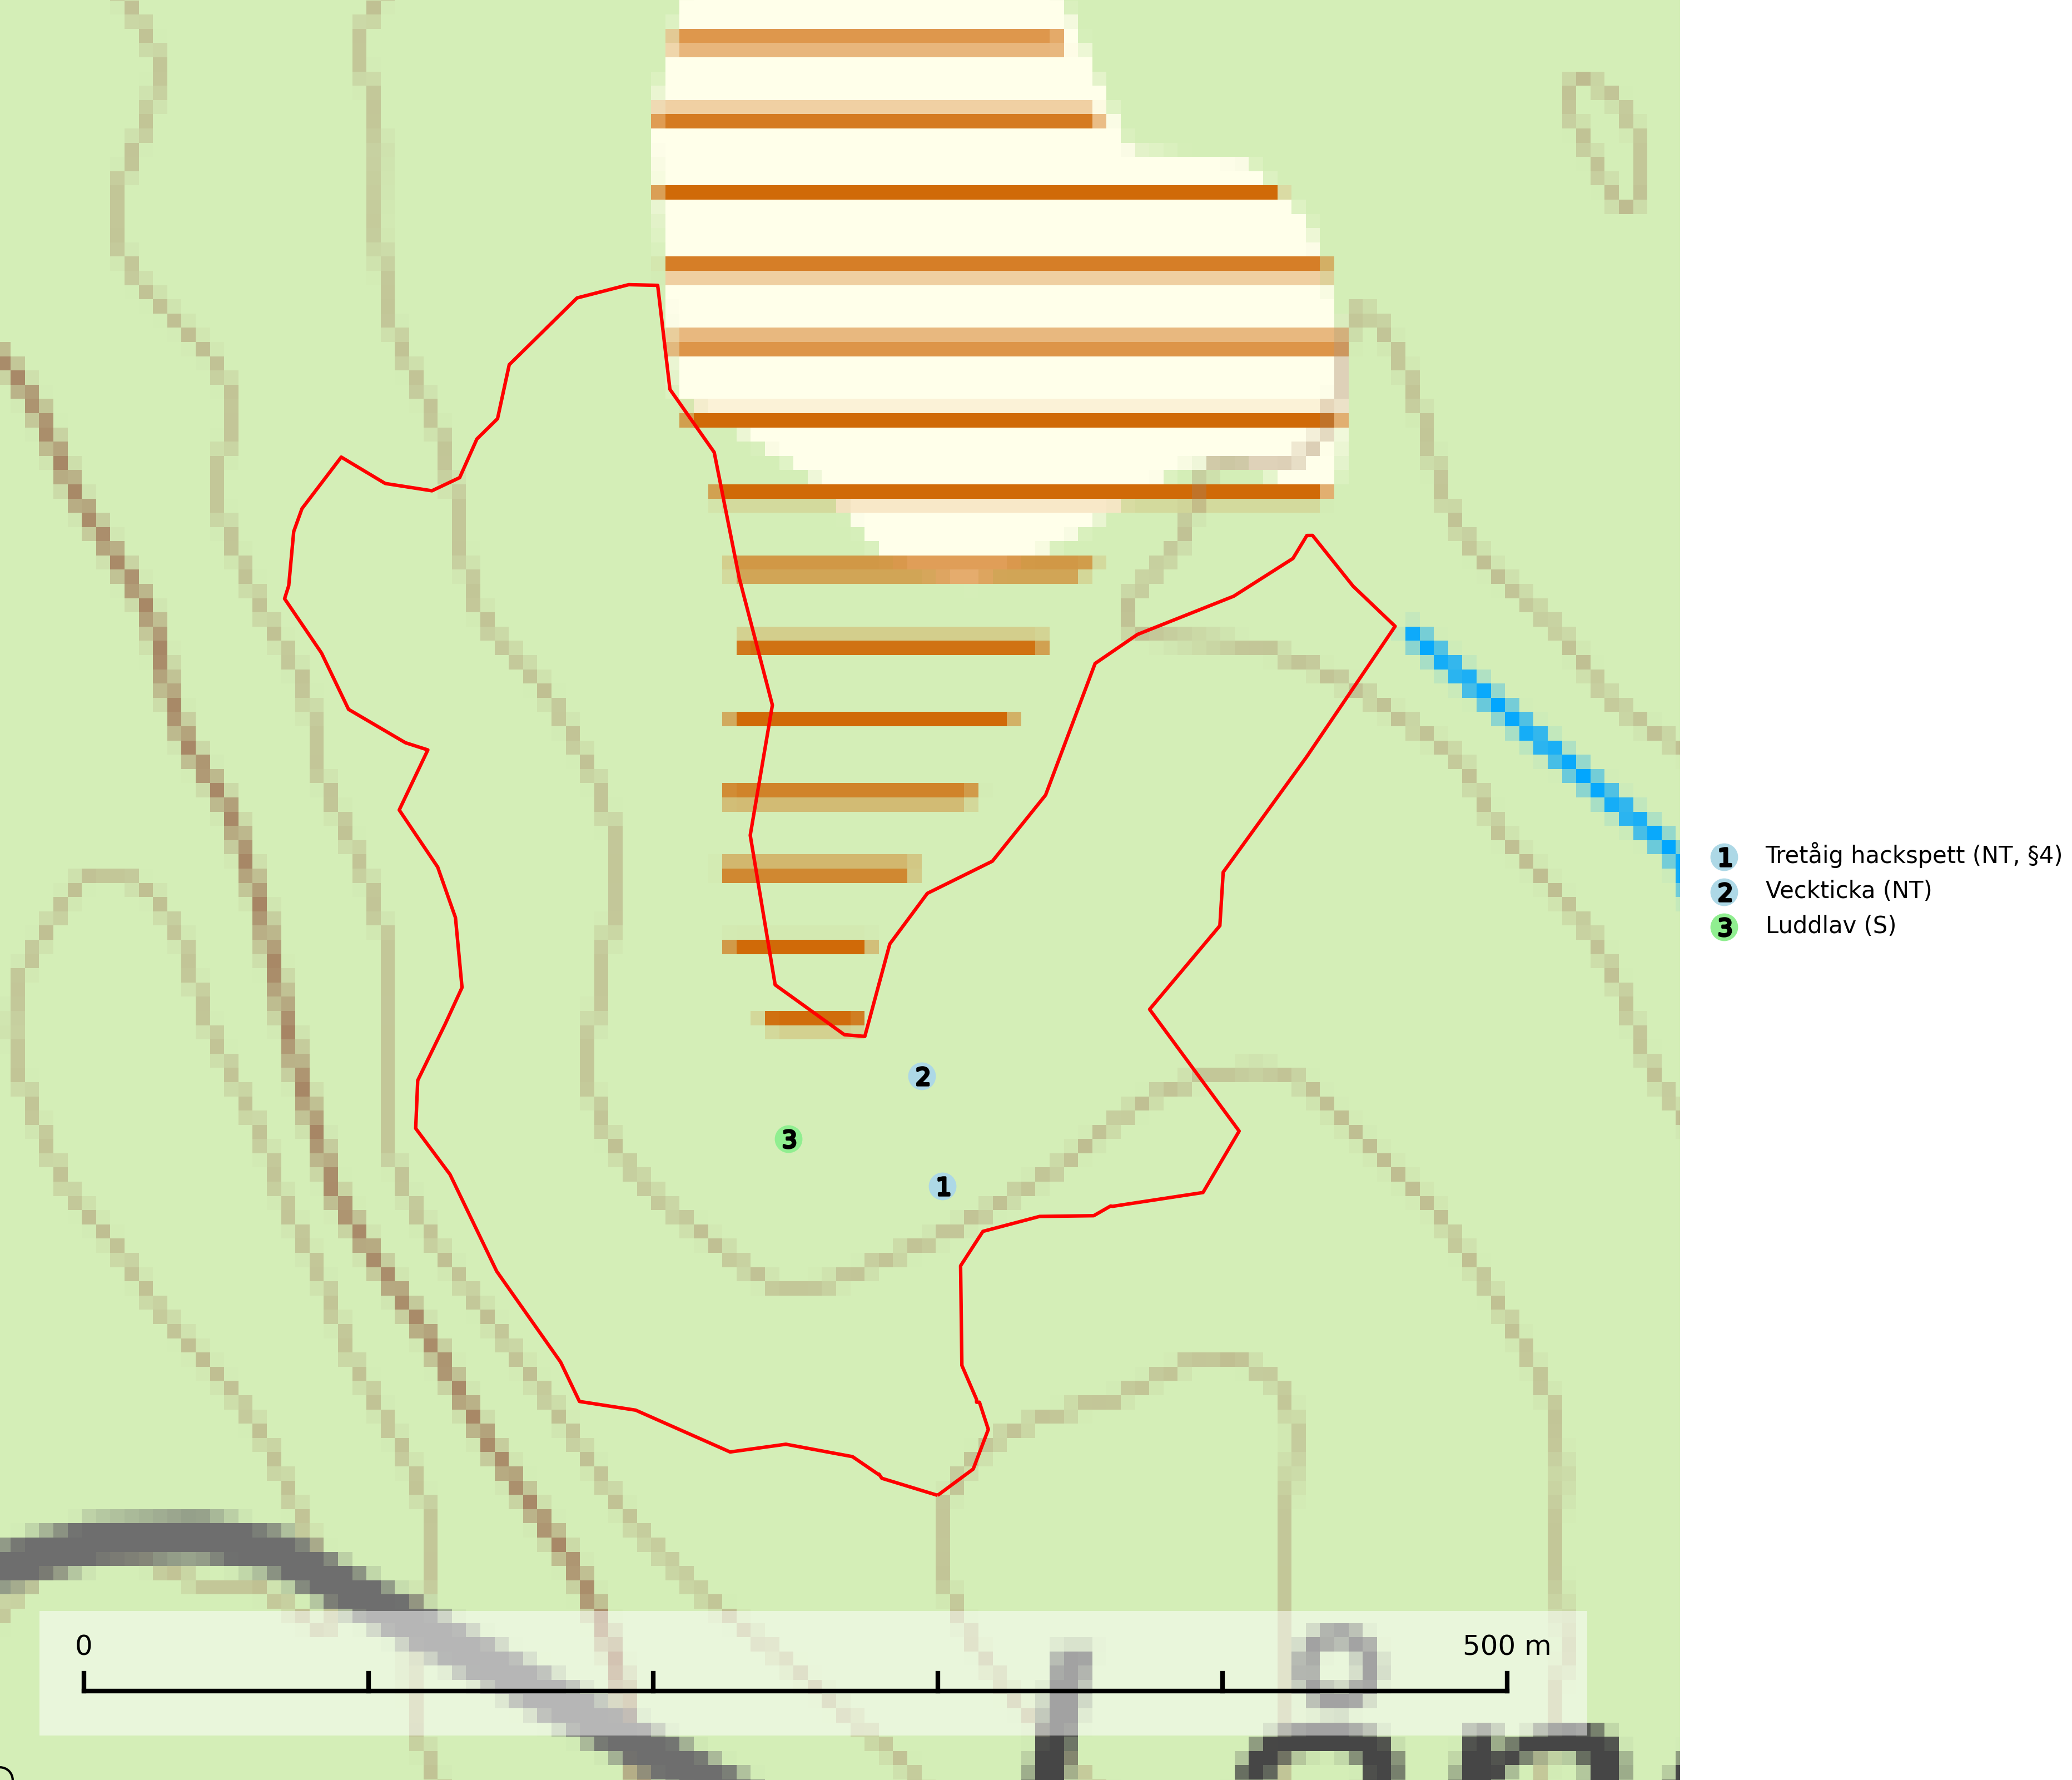 2
3
1
1 Tretåig hackspett (NT, §4)
2 Veckticka (NT)
3 Luddlav (S)
0 500 m